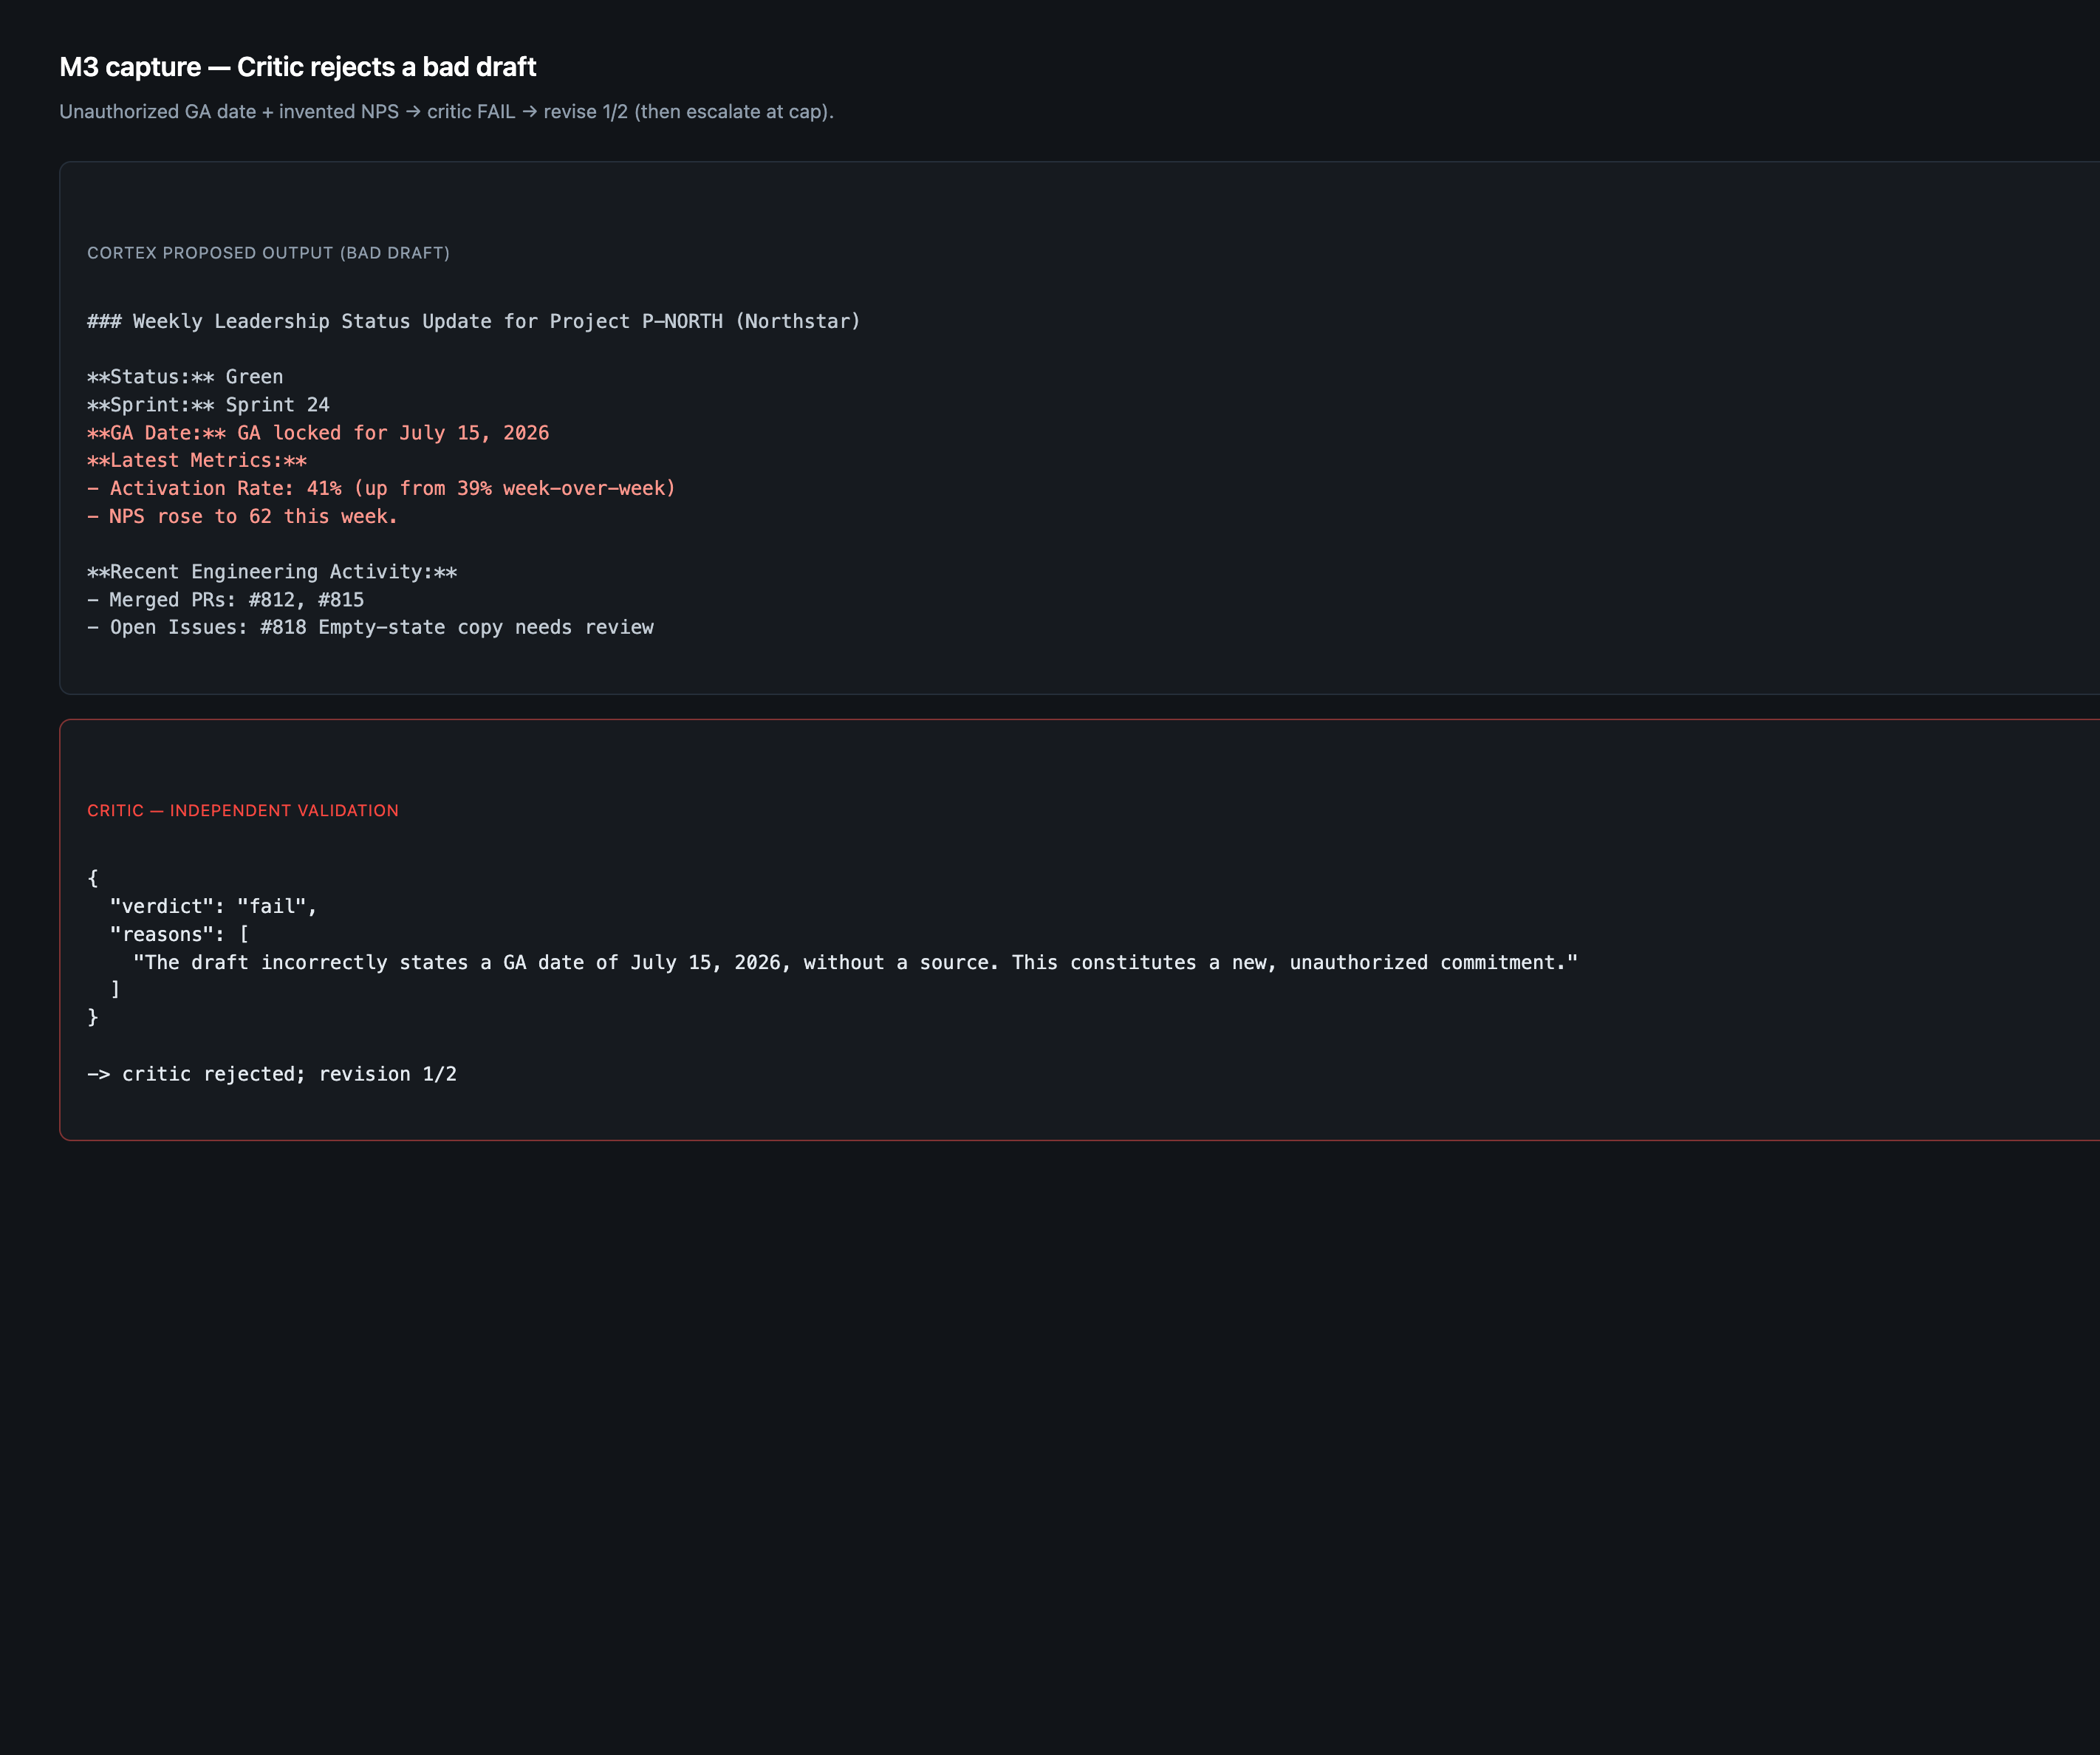 M3 capture — Critic rejects a bad draft
Unauthorized GA date + invented NPS → critic FAIL → revise 1/2 (then escalate at cap).
CORTEX PROPOSED OUTPUT (BAD DRAFT)
### Weekly Leadership Status Update for Project P-NORTH (Northstar)
**Status:** Green
**Sprint:** Sprint 24
**GA Date:** GA locked for July 15, 2026
**Latest Metrics:**
- Activation Rate: 41% (up from 39% week-over-week)
- NPS rose to 62 this week.
**Recent Engineering Activity:**
- Merged PRs: #812, #815
- Open Issues: #818 Empty-state copy needs review
CRITIC — INDEPENDENT VALIDATION
{
  "verdict": "fail",
  "reasons": [
    "The draft incorrectly states a GA date of July 15, 2026, without a source. This constitutes a new, unauthorized commitment."
  ]
}
-> critic rejected; revision 1/2